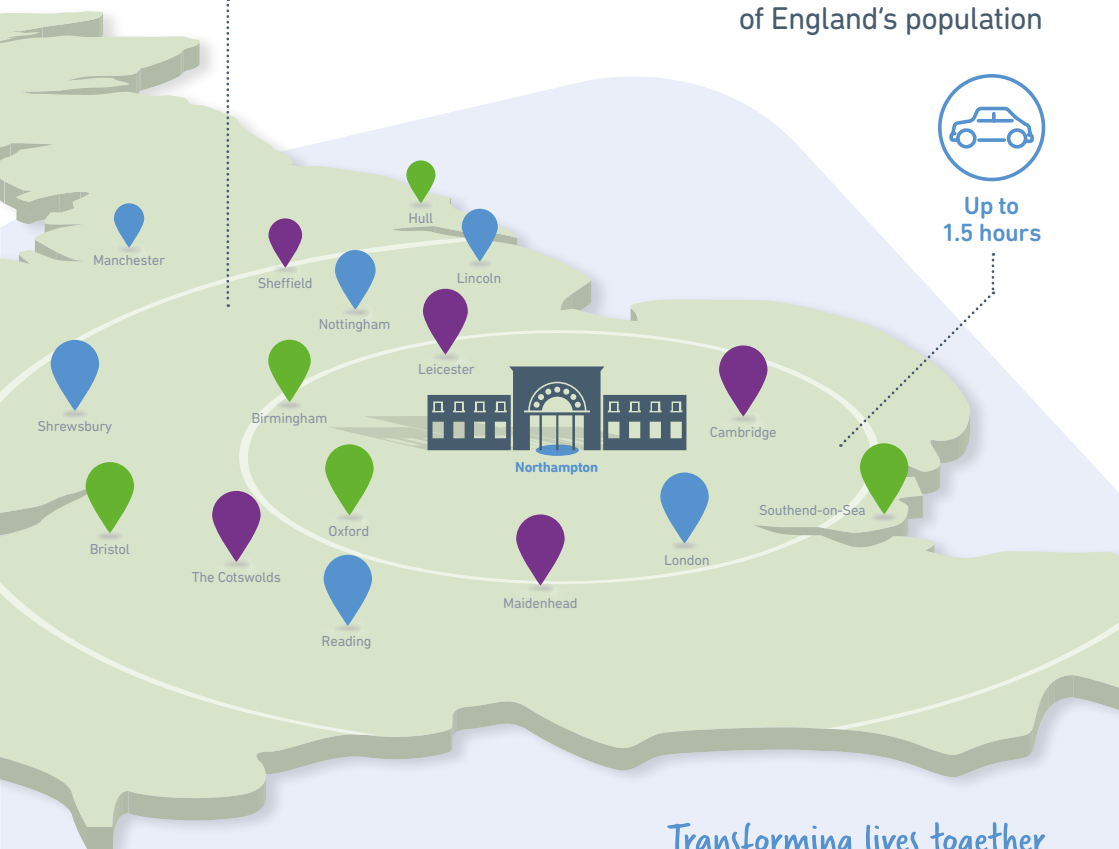 of England's population
Up to
1.5 hours
Hull
Manchester
Lincoln
Sheffield
Nottingham
Leicester
Birmingham
Shrewsbury
Cambridge
Northampton
Southend-on-Sea
Oxford
Bristol
London
The Cotswolds
Maidenhead
Reading
Transforming lives together